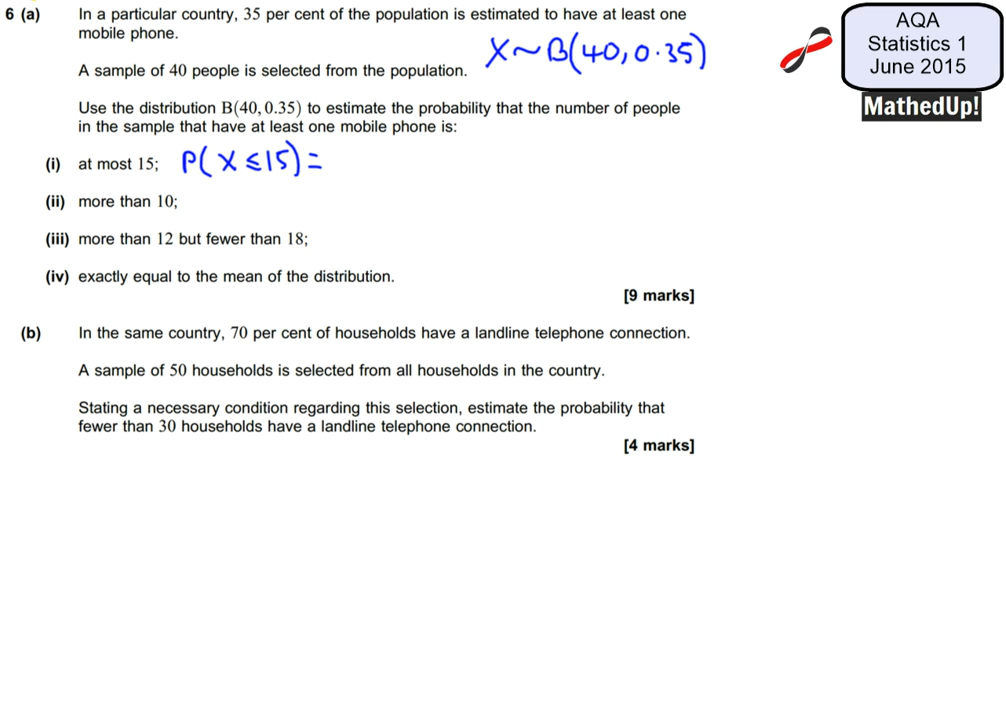 6 (a) In a particular country, 35 per cent of the population is estimated to have at least one
mobile phone.
X~B(40,0.35)
A sample of 40 people is selected from the population.
Use the distribution B(40, 0.35) to estimate the probability that the number of people
in the sample that have at least one mobile phone is:
(i) at most 15; P(X≤15)=
(ii) more than 10;
(iii) more than 12 but fewer than 18;
(iv) exactly equal to the mean of the distribution.
[9 marks]
(b) In the same country, 70 per cent of households have a landline telephone connection.
A sample of 50 households is selected from all households in the country.
Stating a necessary condition regarding this selection, estimate the probability that
fewer than 30 households have a landline telephone connection.
[4 marks]
AQA
Statistics 1
June 2015
MathedUp!